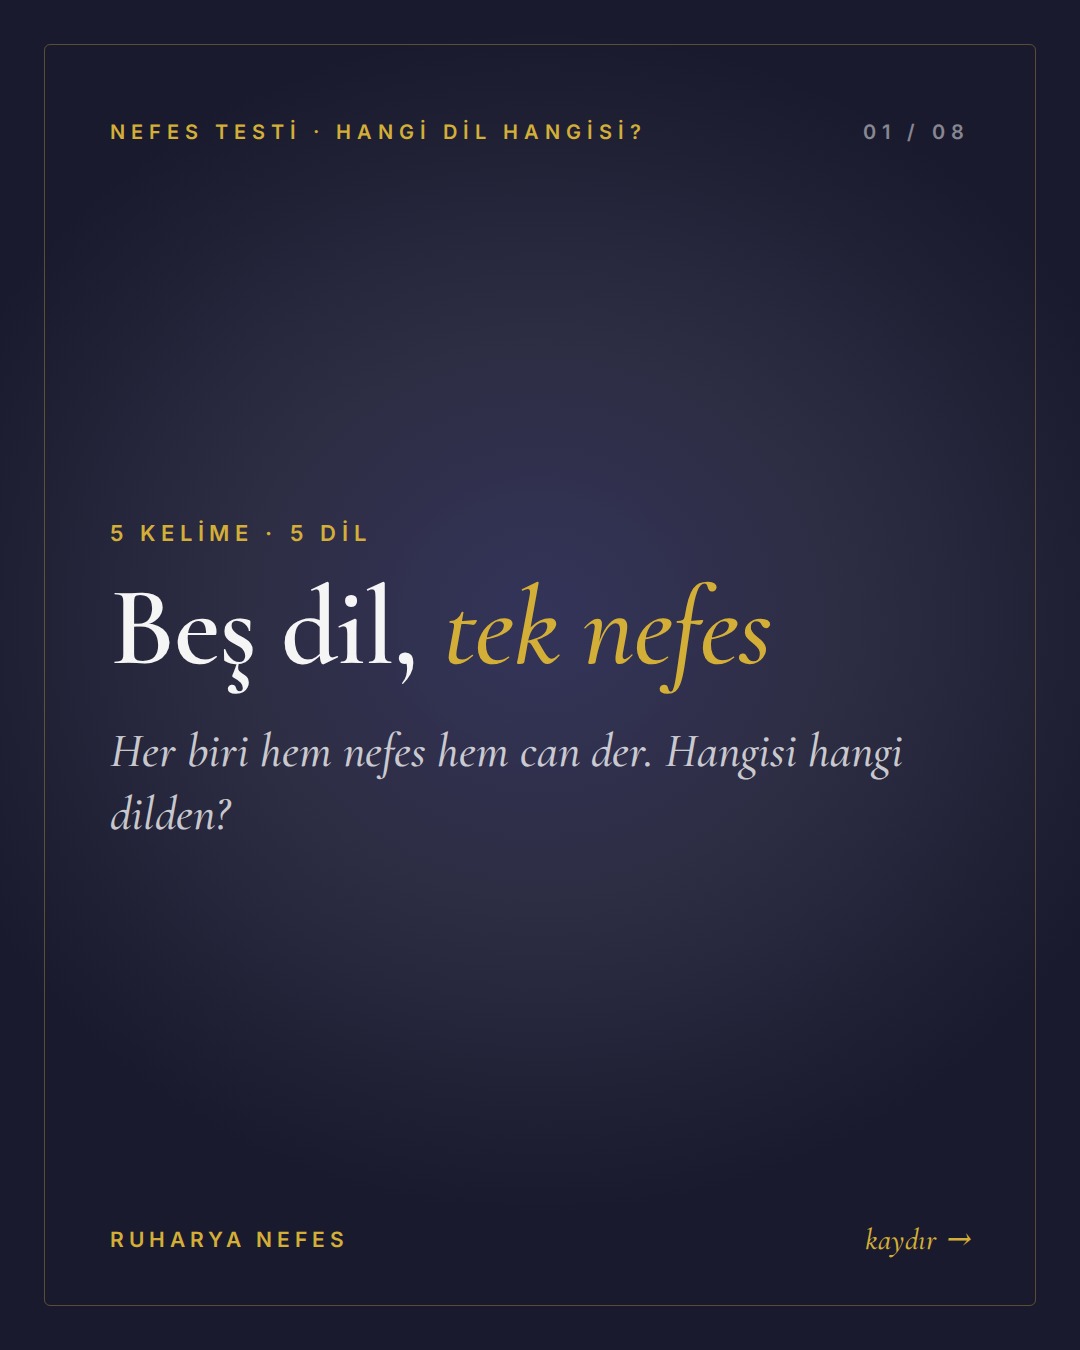 NEFES TESTİ · HANGİ DİL HANGİSİ?
01 / 08
5 KELİME · 5 DİL
Beş dil, tek nefes
Her biri hem nefes hem can der. Hangisi hangi
dilden?
RUHARYA NEFES
kaydır →